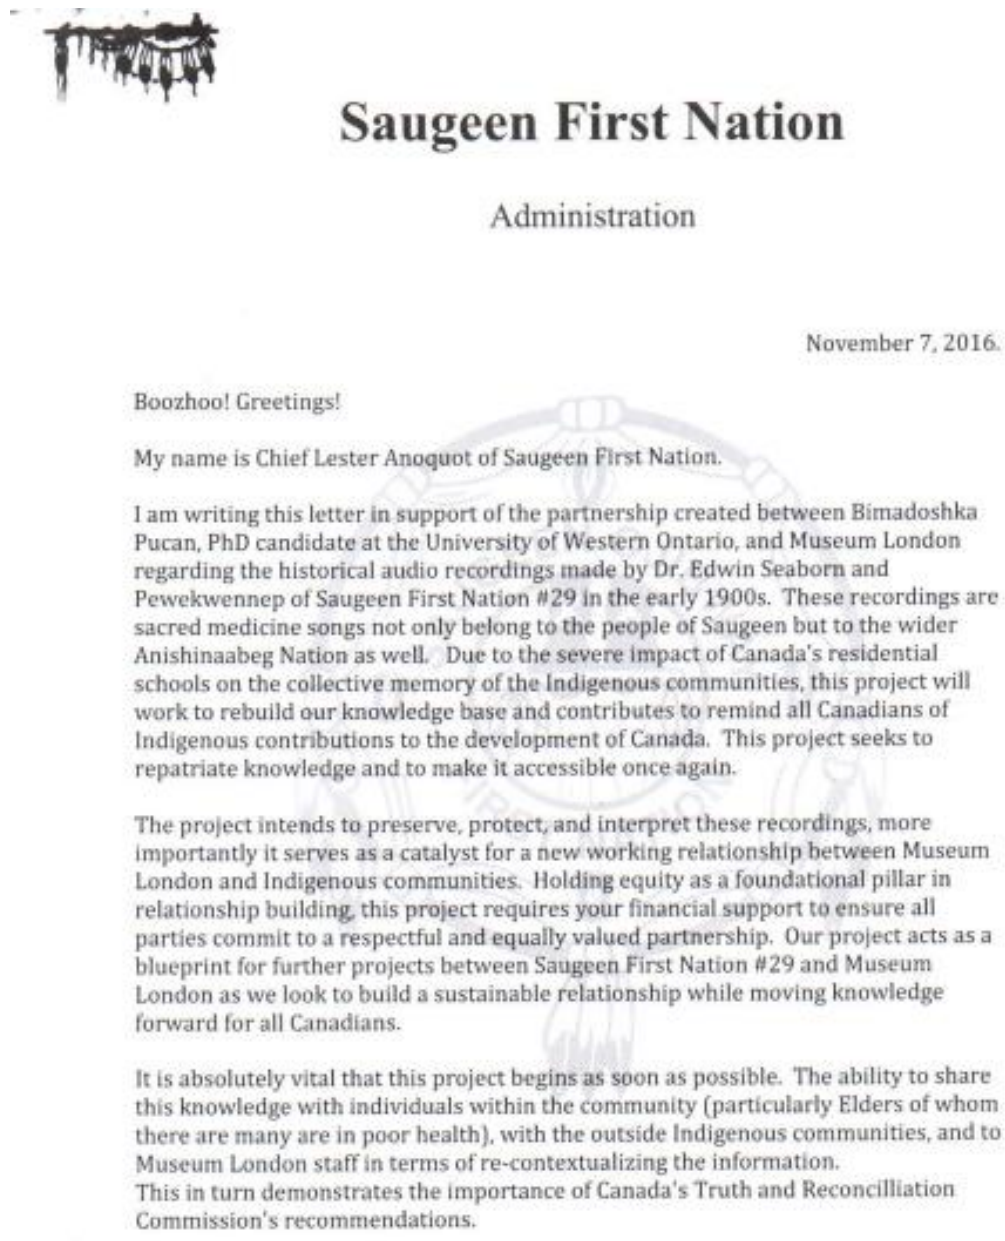 Saugeen First Nation
Administration
November 7, 2016.
Boozhoo! Greetings!
My name is Chief Lester Anoquot of Saugeen First Nation.
I am writing this letter in support of the partnership created between Bimadoshka
Pucan, PhD candidate at the University of Western Ontario, and Museum London
regarding the historical audio recordings made by Dr. Edwin Seaborn and
Pewekwennep of Saugeen First Nation #29 in the early 1900s. These recordings are
sacred medicine songs not only belong to the people of Saugeen but to the wider
Anishinaabeg Nation as well. Due to the severe impact of Canada's residential
schools on the collective memory of the Indigenous communities, this project will
work to rebuild our knowledge base and contributes to remind all Canadians of
Indigenous contributions to the development of Canada. This project seeks to
repatriate knowledge and to make it accessible once again.
The project intends to preserve, protect, and interpret these recordings, more
importantly it serves as a catalyst for a new working relationship between Museum
London and Indigenous communities. Holding equity as a foundational pillar in
relationship building, this project requires your financial support to ensure all
parties commit to a respectful and equally valued partnership. Our project acts as a
blueprint for further projects between Saugeen First Nation #29 and Museum
London as we look to build a sustainable relationship while moving knowledge
forward for all Canadians.
It is absolutely vital that this project begins as soon as possible. The ability to share
this knowledge with individuals within the community (particularly Elders of whom
there are many are in poor health), with the outside Indigenous communities, and to
Museum London staff in terms of re-contextualizing the information.
This in turn demonstrates the importance of Canada's Truth and Reconcilliation
Commission's recommendations.